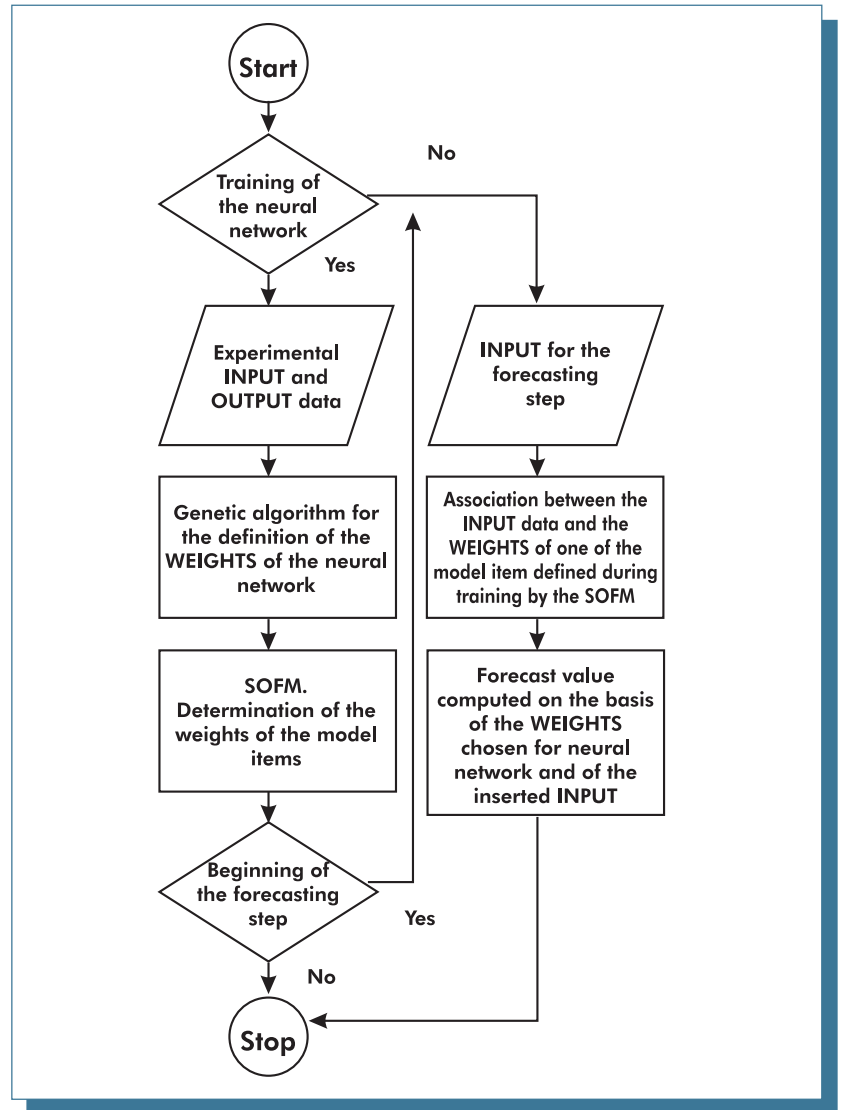 Start
No
Training of
the neural
network
Yes
Experimental
INPUT and
OUTPUT data
INPUT for the
forecasting
step
Genetic algorithm for
the definition of the
WEIGHTS of the neural
network
Association between the
INPUT data and the
WEIGHTS of one of the
model item defined during
training by the SOFM
SOFM.
Determination of the
weights of the model
items
Forecast value
computed on the basis
of the WEIGHTS
chosen for neural
network and of the
inserted INPUT
Beginning of
the forecasting
step
Yes
No
Stop